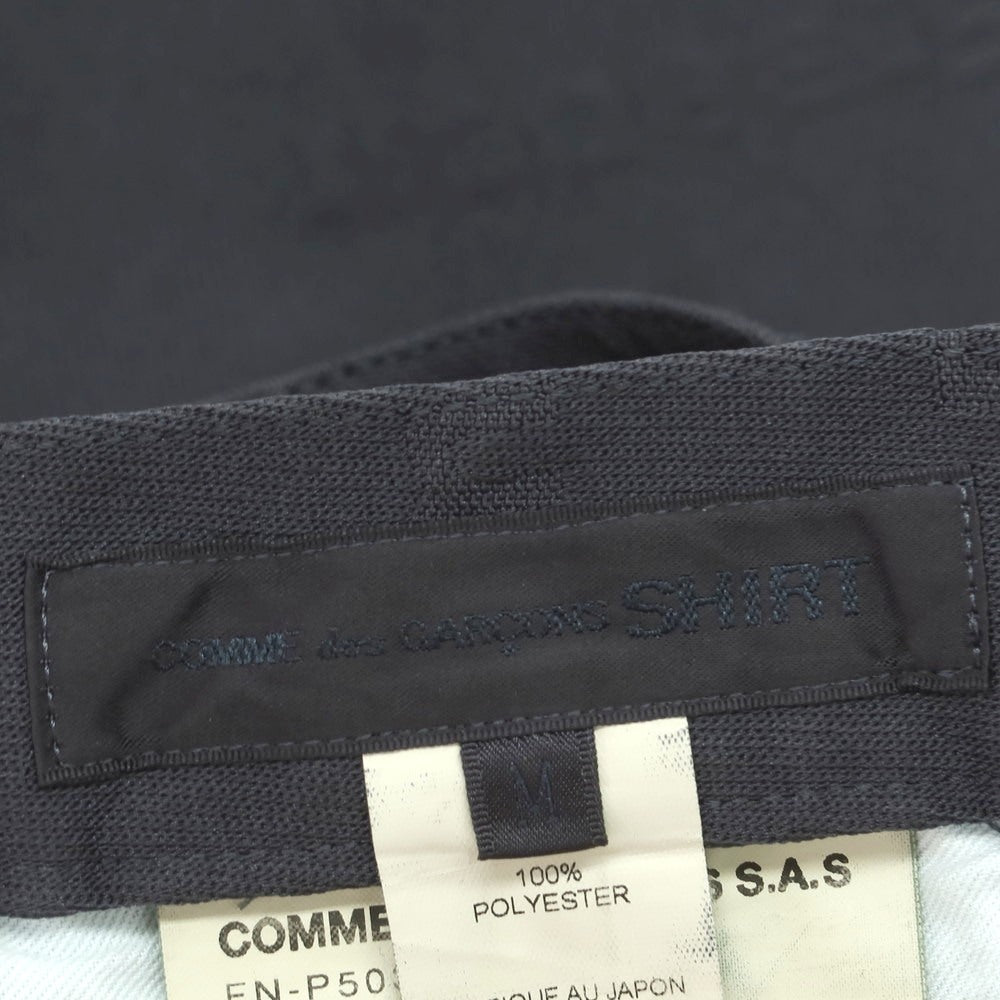 COMME des GARÇONS SHIRT
M
100%
POLYESTER
COMME S.A.S
EN-P50
AU JAPON